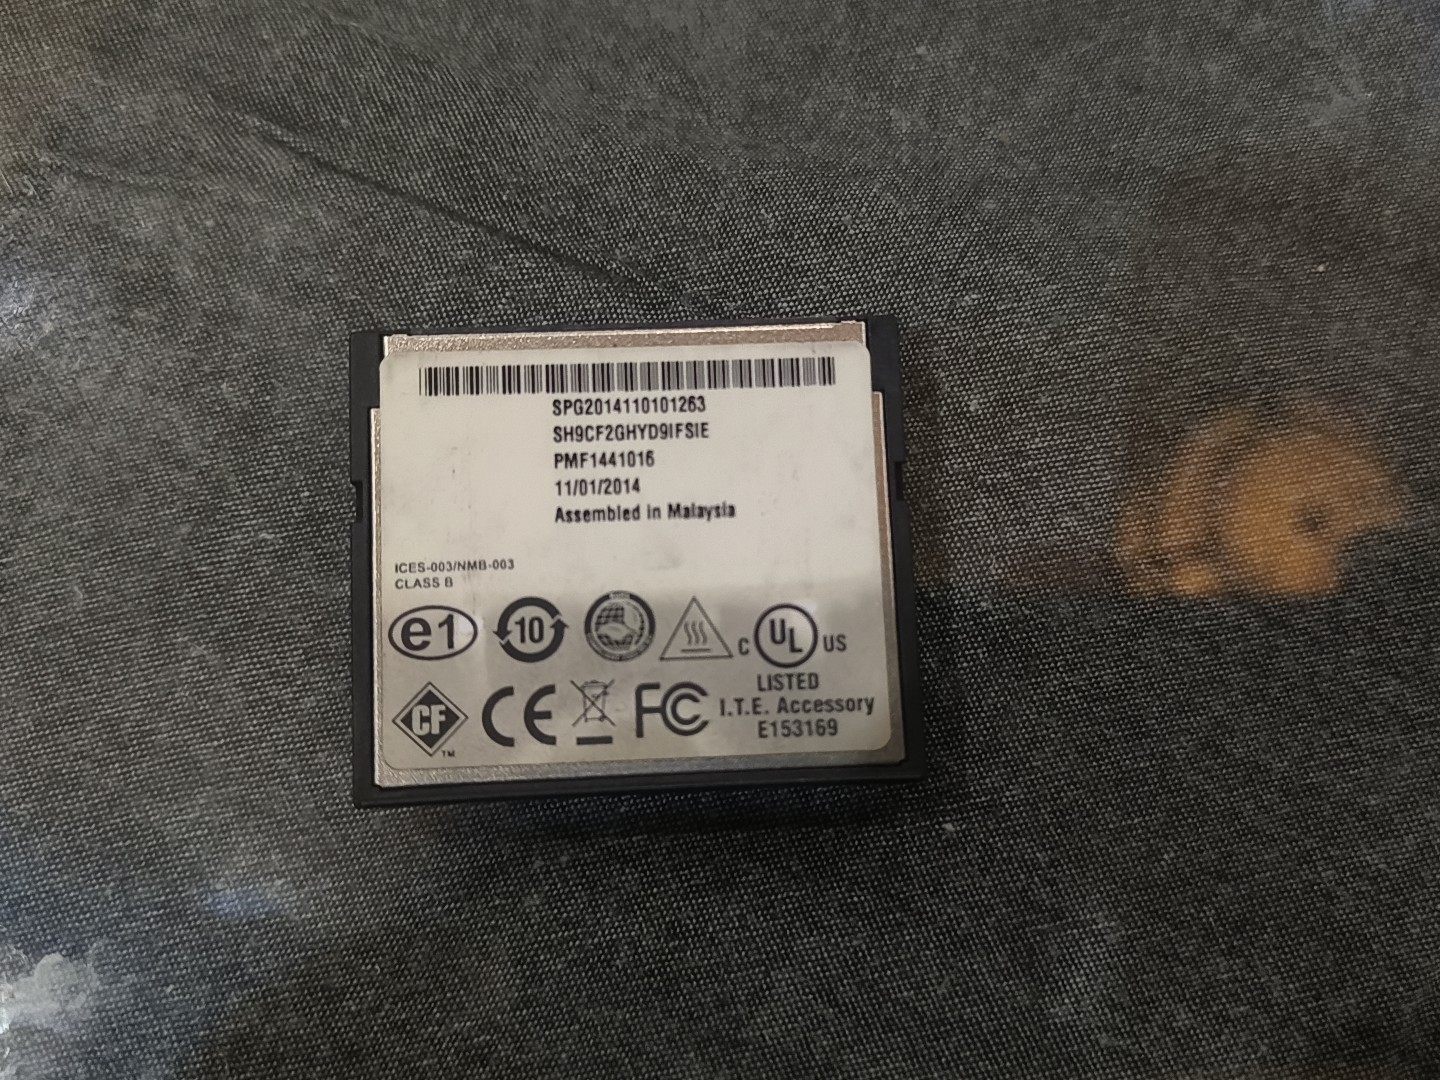 SPG2014110101263
SH9CF2GHYD9IFSIE
PMF1441016
11/01/2014
Assembled in Malaysia
ICES-003/NMB-003
CLASS B
e1 10 C UL US
LISTED
CF TM CE FC I.T.E. Accessory
E153169